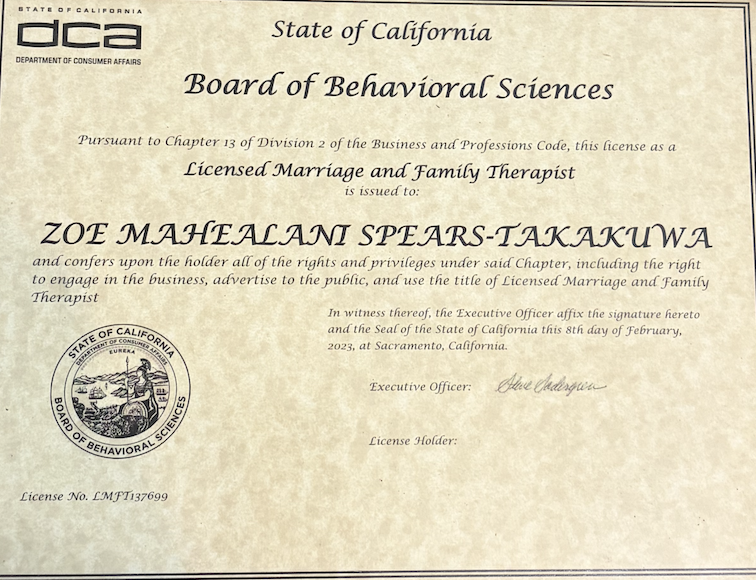 STATE OF CALIFORNIA
dca
DEPARTMENT OF CONSUMER AFFAIRS
State of California
Board of Behavioral Sciences
Pursuant to Chapter 13 of Division 2 of the Business and Professions Code, this license as a
Licensed Marriage and Family Therapist
is issued to:
ZOE MAHEALANI SPEARS-TAKAKUWA
and confers upon the holder all of the rights and privileges under said Chapter, including the right
to engage in the business, advertise to the public, and use the title of Licensed Marriage and Family
Therapist
In witness thereof, the Executive Officer affix the signature hereto
and the Seal of the State of California this 8th day of February,
2023, at Sacramento, California.
STATE OF CALIFORNIA
DEPARTMENT OF CONSUMER AFFAIRS
EUREKA
BOARD OF BEHAVIORAL SCIENCES
Executive Officer:
License Holder:
License No. LMFT137699